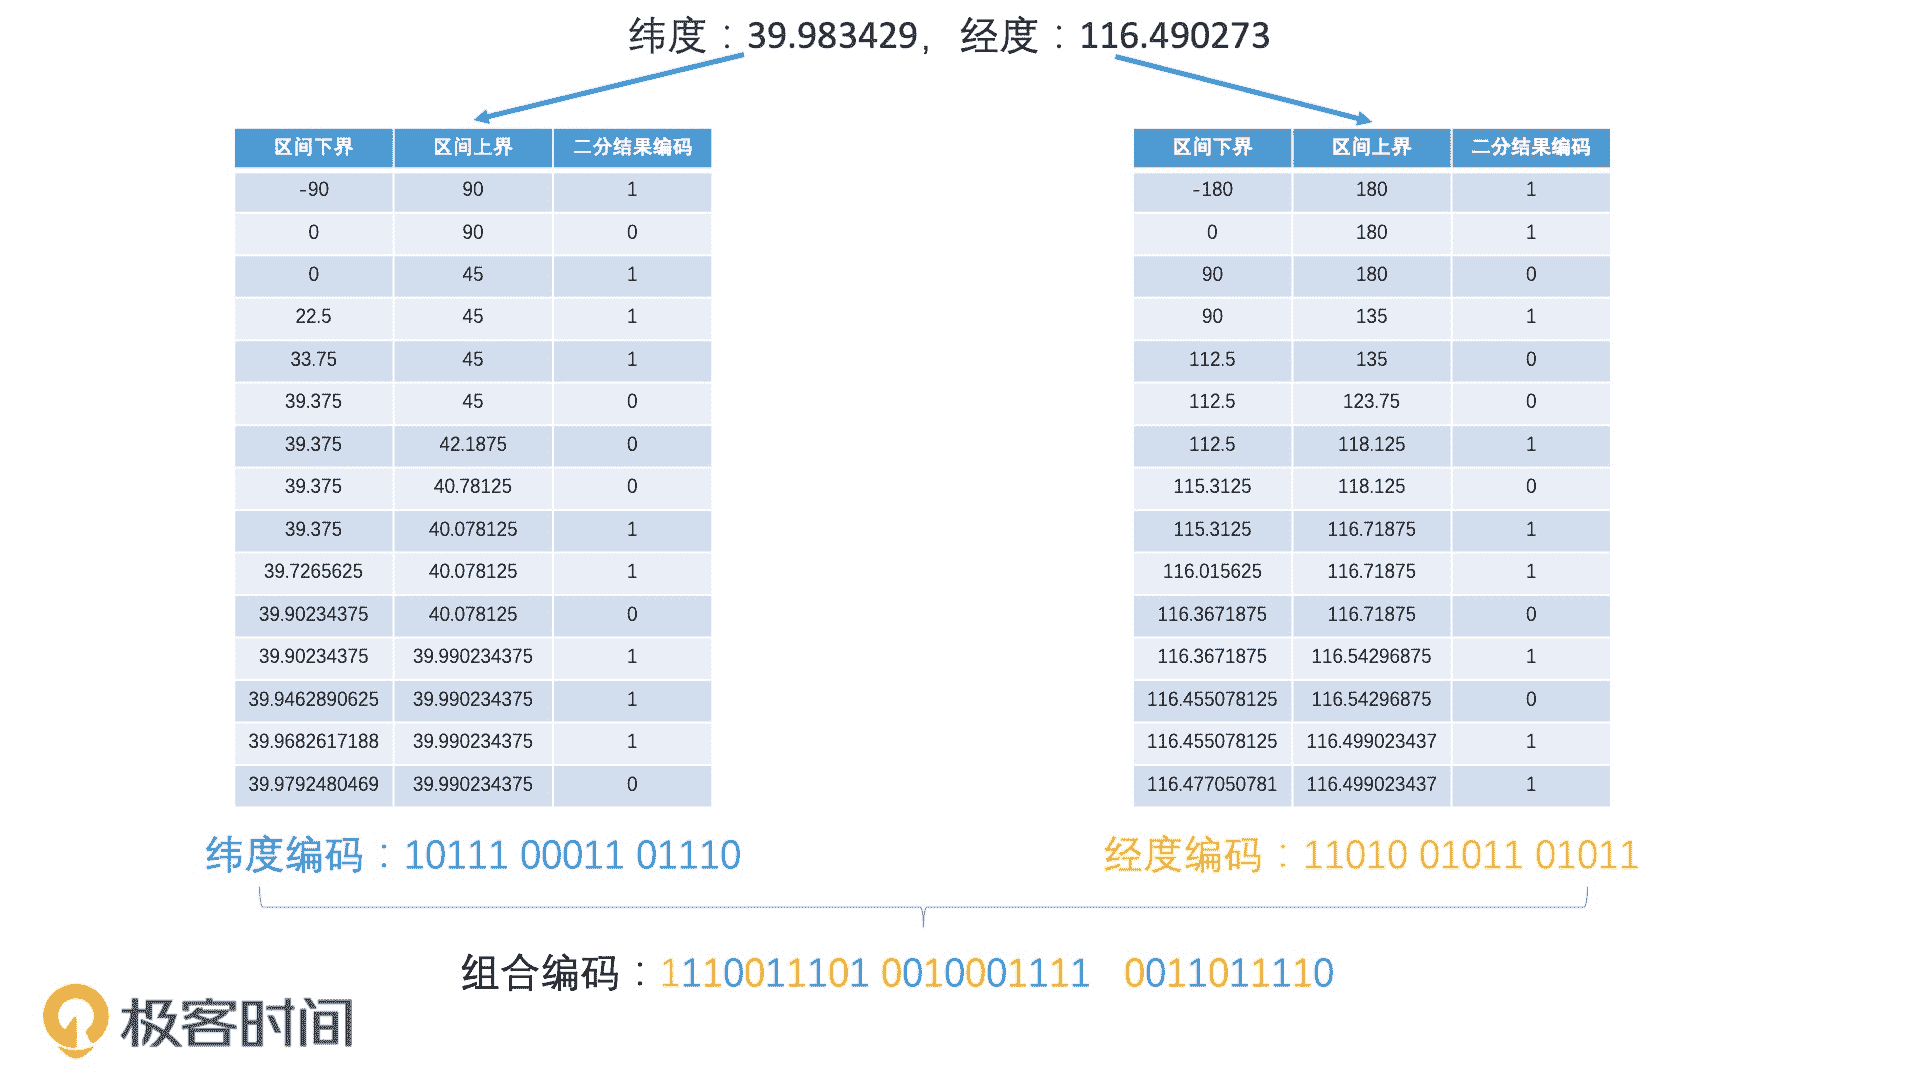 纬度：39.983429，经度：116.490273
区间下界 区间上界 二分结果编码
-90 90 1
0 90 0
0 45 1
22.5 45 1
33.75 45 1
39.375 45 0
39.375 42.1875 0
39.375 40.78125 0
39.375 40.078125 1
39.7265625 40.078125 1
39.90234375 40.078125 0
39.90234375 39.990234375 1
39.9462890625 39.990234375 1
39.9682617188 39.990234375 1
39.9792480469 39.990234375 0
纬度编码：10111 00011 01110
区间下界 区间上界 二分结果编码
-180 180 1
0 180 1
90 180 0
90 135 1
112.5 135 0
112.5 123.75 0
112.5 118.125 1
115.3125 118.125 0
115.3125 116.71875 1
116.015625 116.71875 1
116.3671875 116.71875 0
116.3671875 116.54296875 1
116.455078125 116.54296875 0
116.455078125 116.499023437 1
116.477050781 116.499023437 1
经度编码：11010 01011 01011
组合编码：1110011101 0010001111 0011011110
极客时间